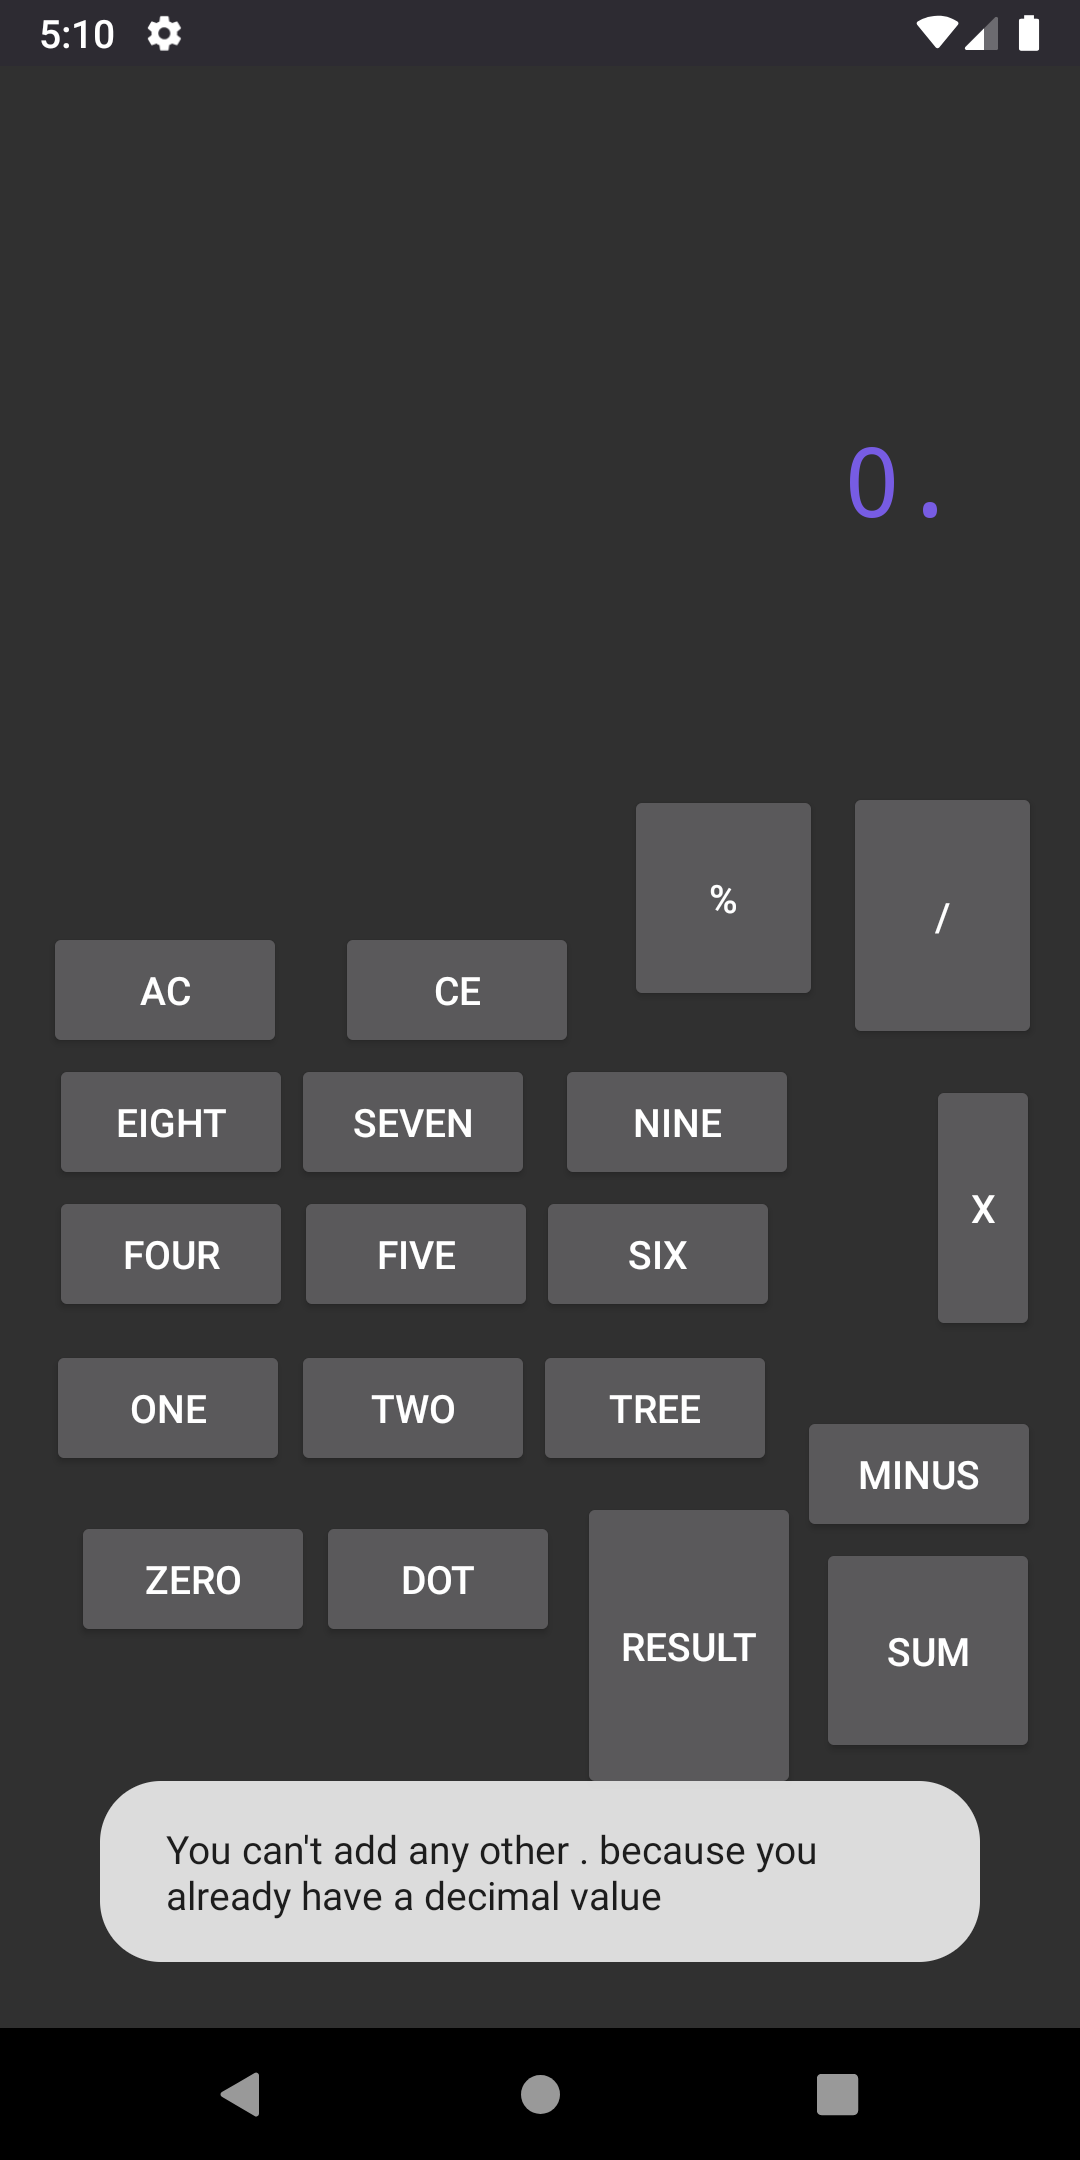 5:10
0.
%
/
AC
CE
EIGHT
SEVEN
NINE
X
FOUR
FIVE
SIX
ONE
TWO
TREE
MINUS
ZERO
DOT
RESULT
SUM
You can't add any other . because you
already have a decimal value